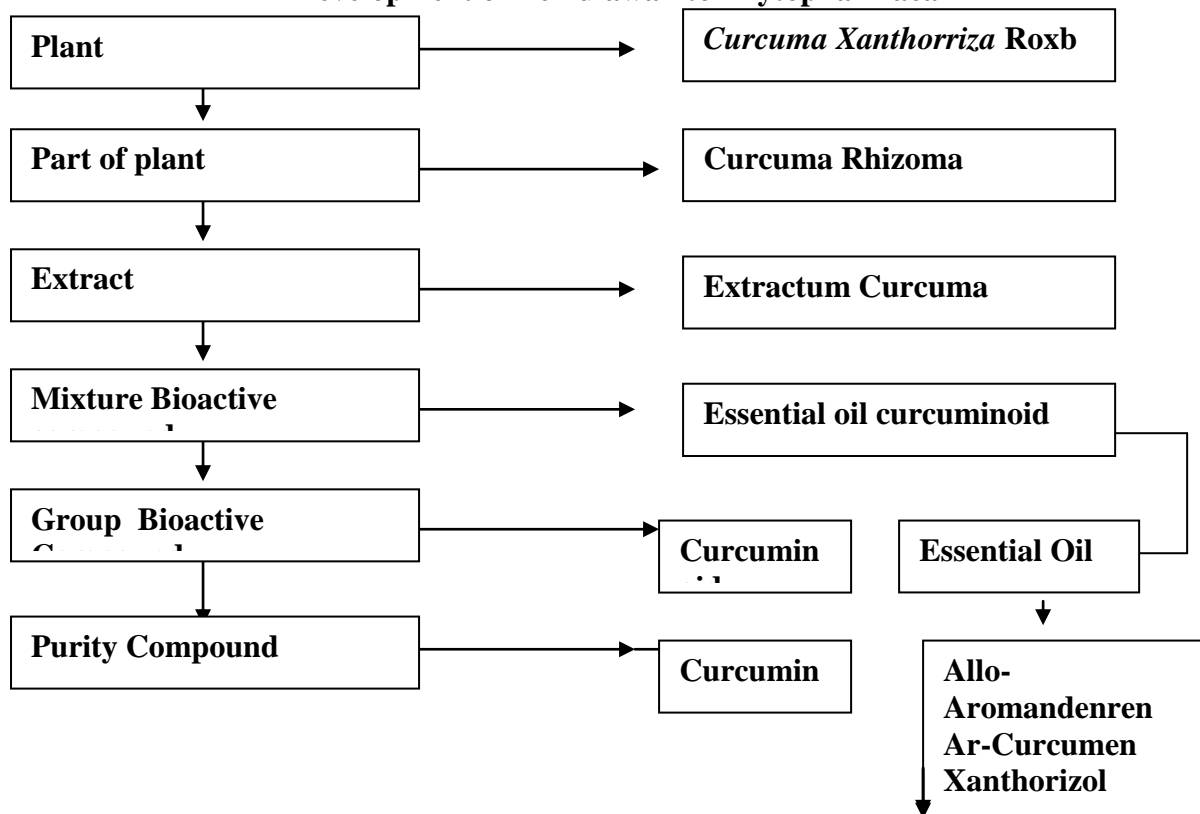 Plant
Curcuma Xanthorriza Roxb
Part of plant
Curcuma Rhizoma
Extract
Extractum Curcuma
Mixture Bioactive
Essential oil curcuminoid
Group Bioactive
Curcumin
Essential Oil
Purity Compound
Curcumin
Allo-
Aromandenren
Ar-Curcumen
Xanthorizol